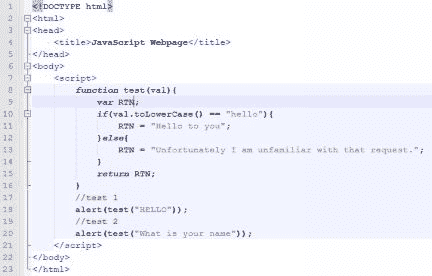 1 <!DOCTYPE html>
2 <html>
3 <head>
4 <title>JavaScript Webpage</title>
5 </head>
6 <body>
7 <script>
8 function test(val){
9 var RTN;
10 if(val.toLowerCase() == "hello"){
11 RTN = "Hello to you";
12 }else{
13 RTN = "Unfortunately I am unfamiliar with that request.";
14 }
15 return RTN;
16 }
17 //test 1
18 alert(test("HELLO"));
19 //test 2
20 alert(test("What is your name"));
21 </script>
22 </body>
23 </html>